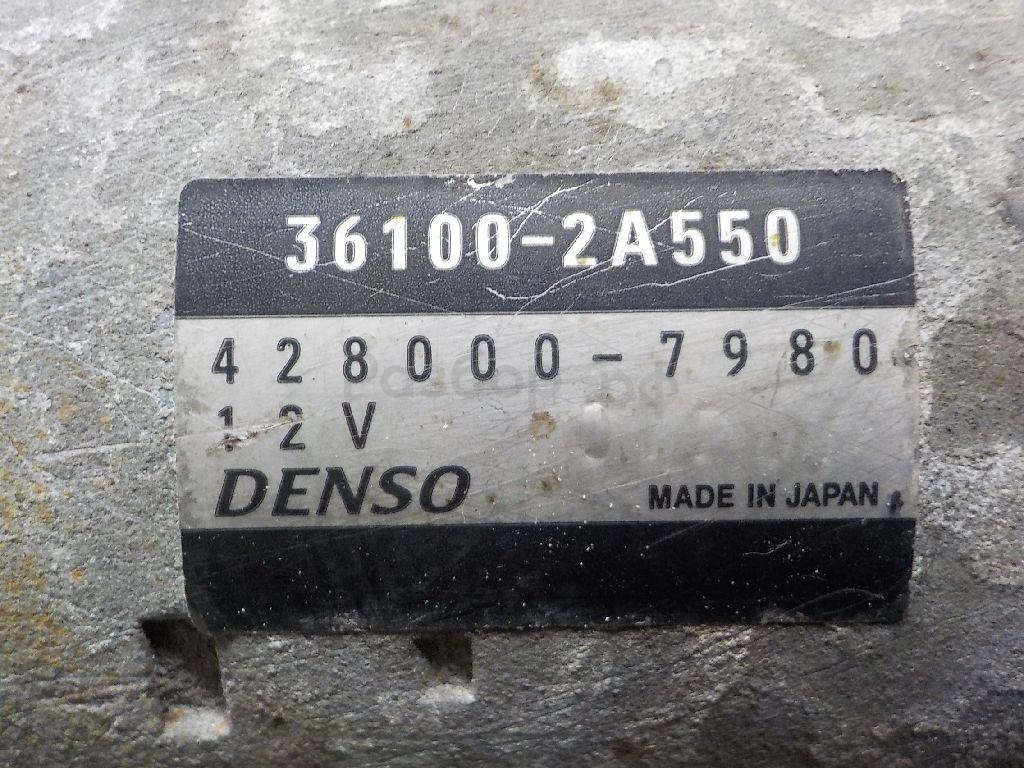 36100-2A550
428000-7980
12V
DENSO MADE IN JAPAN